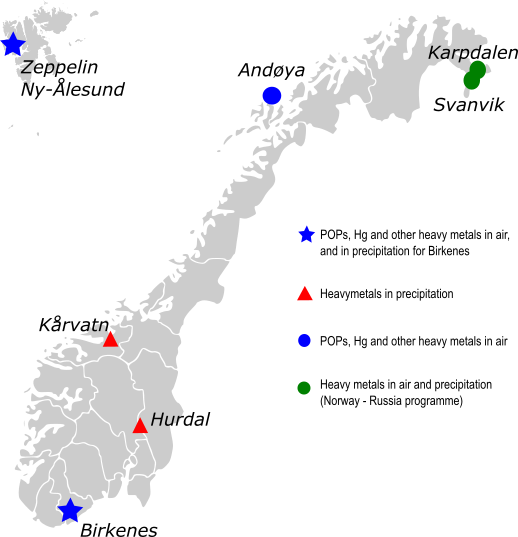 Karpdalen
Zeppelin
Ny-Ålesund
Andøya
Svanvik
POPs, Hg and other heavy metals in air,
and in precipitation for Birkenes
Heavymetals in precipitation
Kårvatn
POPs, Hg and other heavy metals in air
Heavy metals in air and precipitation
(Norway - Russia programme)
Hurdal
Birkenes